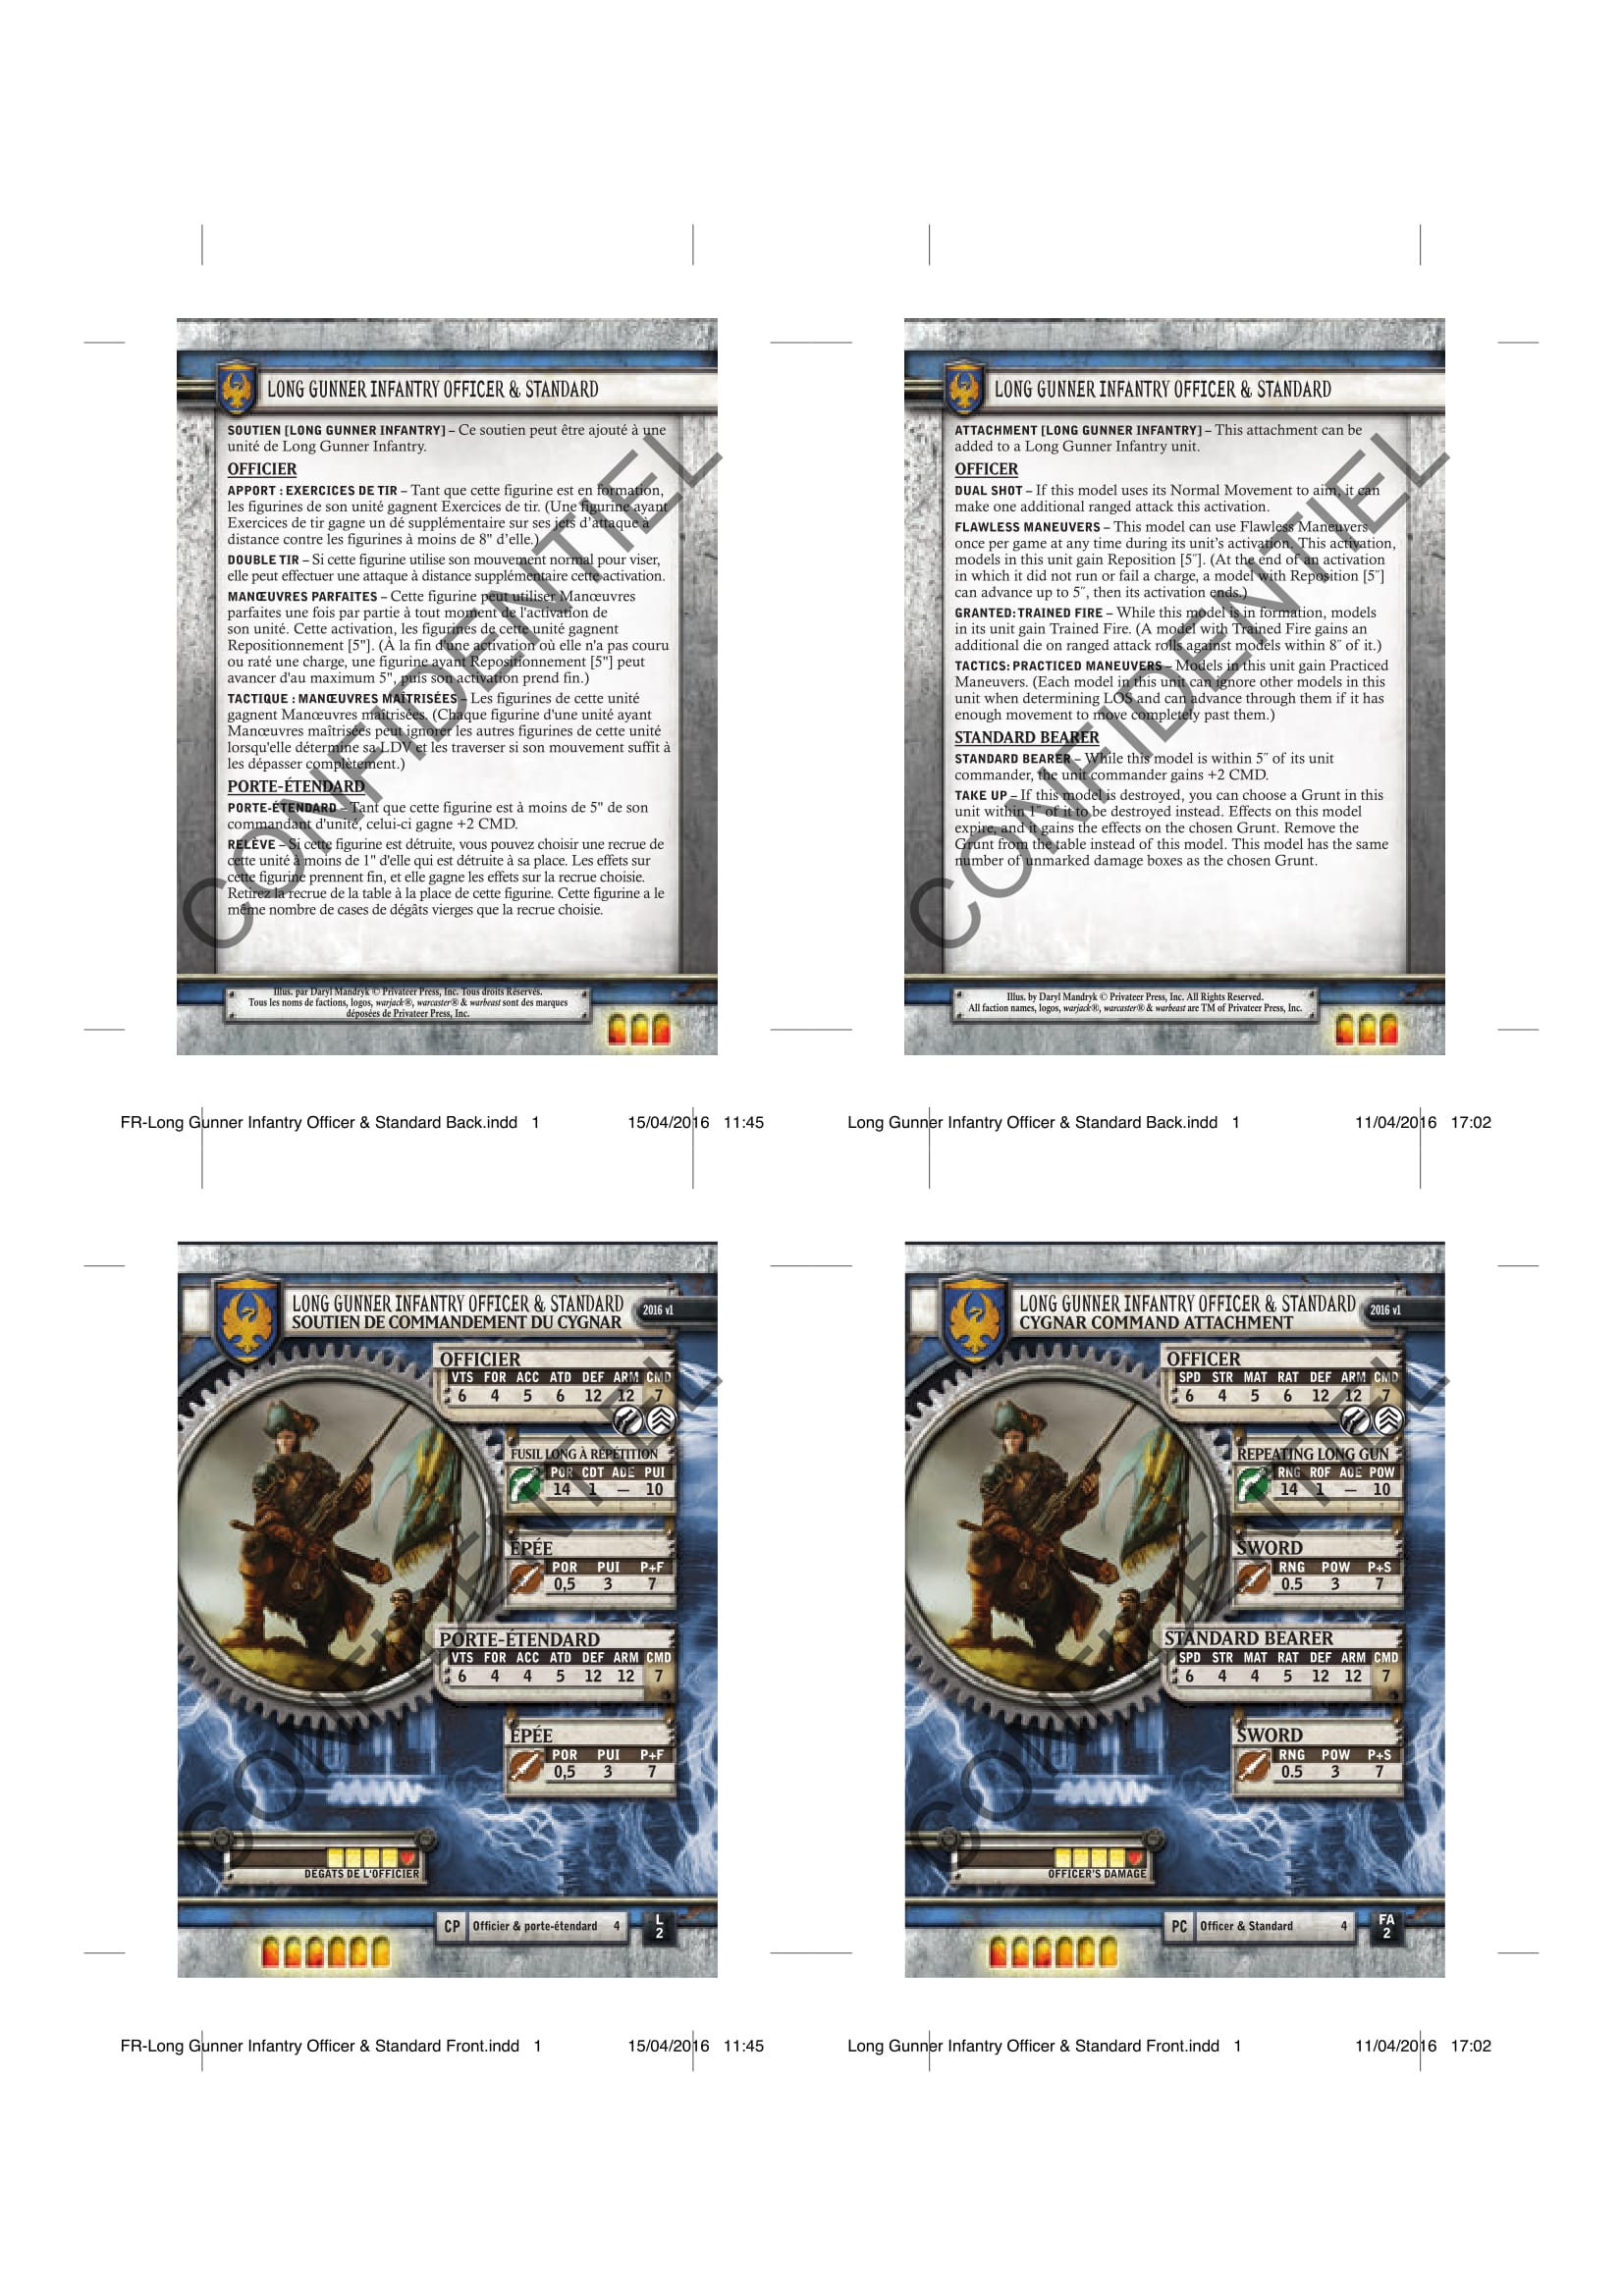 LONG GUNNER INFANTRY OFFICER & STANDARD
SOUTIEN [LONG GUNNER INFANTRY] – Ce soutien peut être ajouté à une
unité de Long Gunner Infantry.
OFFICIER
APPORT : EXERCICES DE TIR – Tant que cette figurine est en formation,
les figurines de son unité gagnent Exercices de tir. (Une figurine ayant
Exercices de tir gagne un dé supplémentaire sur ses jets d'attaque à
distance contre les figurines à moins de 8" d'elle.)
DOUBLE TIR – Si cette figurine utilise son mouvement normal pour viser,
elle peut effectuer une attaque à distance supplémentaire cette activation.
MANŒUVRES PARFAITES – Cette figurine peut utiliser Manœuvres
parfaites une fois par partie à tout moment de l'activation de
son unité. Cette activation, les figurines de cette unité gagnent
Repositionnement [5"]. (À la fin d'une activation où elle n'a pas couru
ou raté une charge, une figurine ayant Repositionnement [5"] peut
avancer d'au maximum 5", puis son activation prend fin.)
TACTIQUE : MANŒUVRES MAÎTRISÉES – Les figurines de cette unité
gagnent Manœuvres maîtrisées. (Chaque figurine d'une unité ayant
Manœuvres maîtrisées peut ignorer les autres figurines de cette unité
lorsqu'elle détermine sa LDV et les traverser si son mouvement suffit à
les dépasser complètement.)
PORTE-ÉTENDARD
PORTE-ÉTENDARD – Tant que cette figurine est à moins de 5" de son
commandant d'unité, celui-ci gagne +2 CMD.
RELÈVE – Si cette figurine est détruite, vous pouvez choisir une recrue de
cette unité à moins de 1" d'elle qui est détruite à sa place. Les effets sur
cette figurine prennent fin, et elle gagne les effets sur la recrue choisie.
Retirez la recrue de la table à la place de cette figurine. Cette figurine a le
même nombre de cases de dégâts vierges que la recrue choisie.
Illus. par Daryl Mandryk © Privateer Press, Inc. Tous droits Réservés.
Tous les noms de factions, logos, warjack®, warcaster® & warbeast sont des marques
déposées de Privateer Press, Inc.
CONFIDENTIEL
FR-Long Gunner Infantry Officer & Standard Back.indd 1 15/04/2016 11:45
LONG GUNNER INFANTRY OFFICER & STANDARD
ATTACHMENT [LONG GUNNER INFANTRY] – This attachment can be
added to a Long Gunner Infantry unit.
OFFICER
DUAL SHOT – If this model uses its Normal Movement to aim, it can
make one additional ranged attack this activation.
FLAWLESS MANEUVERS – This model can use Flawless Maneuvers
once per game at any time during its unit's activation. This activation,
models in this unit gain Reposition [5″]. (At the end of an activation
in which it did not run or fail a charge, a model with Reposition [5″]
can advance up to 5″, then its activation ends.)
GRANTED: TRAINED FIRE – While this model is in formation, models
in its unit gain Trained Fire. (A model with Trained Fire gains an
additional die on ranged attack rolls against models within 8″ of it.)
TACTICS: PRACTICED MANEUVERS – Models in this unit gain Practiced
Maneuvers. (Each model in this unit can ignore other models in this
unit when determining LOS and can advance through them if it has
enough movement to move completely past them.)
STANDARD BEARER
STANDARD BEARER – While this model is within 5″ of its unit
commander, the unit commander gains +2 CMD.
TAKE UP – If this model is destroyed, you can choose a Grunt in this
unit within 1″ of it to be destroyed instead. Effects on this model
expire, and it gains the effects on the chosen Grunt. Remove the
Grunt from the table instead of this model. This model has the same
number of unmarked damage boxes as the chosen Grunt.
Illus. by Daryl Mandryk © Privateer Press, Inc. All Rights Reserved.
All faction names, logos, warjack®, warcaster® & warbeast are TM of Privateer Press, Inc.
CONFIDENTIEL
Long Gunner Infantry Officer & Standard Back.indd 1 11/04/2016 17:02
LONG GUNNER INFANTRY OFFICER & STANDARD
SOUTIEN DE COMMANDEMENT DU CYGNAR
2016 v1
OFFICIER
VTS FOR ACC ATD DEF ARM CMD
6 4 5 6 12 12 7
FUSIL LONG À RÉPÉTITION
POR CDT ADE PUI
14 1 — 10
ÉPÉE
POR PUI P+F
0,5 3 7
PORTE-ÉTENDARD
VTS FOR ACC ATD DEF ARM CMD
6 4 4 5 12 12 7
ÉPÉE
POR PUI P+F
0,5 3 7
DÉGÂTS DE L'OFFICIER
CP Officier & porte-étendard 4
L
2
CONFIDENTIEL
FR-Long Gunner Infantry Officer & Standard Front.indd 1 15/04/2016 11:45
LONG GUNNER INFANTRY OFFICER & STANDARD
CYGNAR COMMAND ATTACHMENT
2016 v1
OFFICER
SPD STR MAT RAT DEF ARM CMD
6 4 5 6 12 12 7
REPEATING LONG GUN
RNG ROF AOE POW
14 1 — 10
SWORD
RNG POW P+S
0.5 3 7
STANDARD BEARER
SPD STR MAT RAT DEF ARM CMD
6 4 4 5 12 12 7
SWORD
RNG POW P+S
0.5 3 7
OFFICER'S DAMAGE
PC Officer & Standard 4
FA
2
CONFIDENTIEL
Long Gunner Infantry Officer & Standard Front.indd 1 11/04/2016 17:02